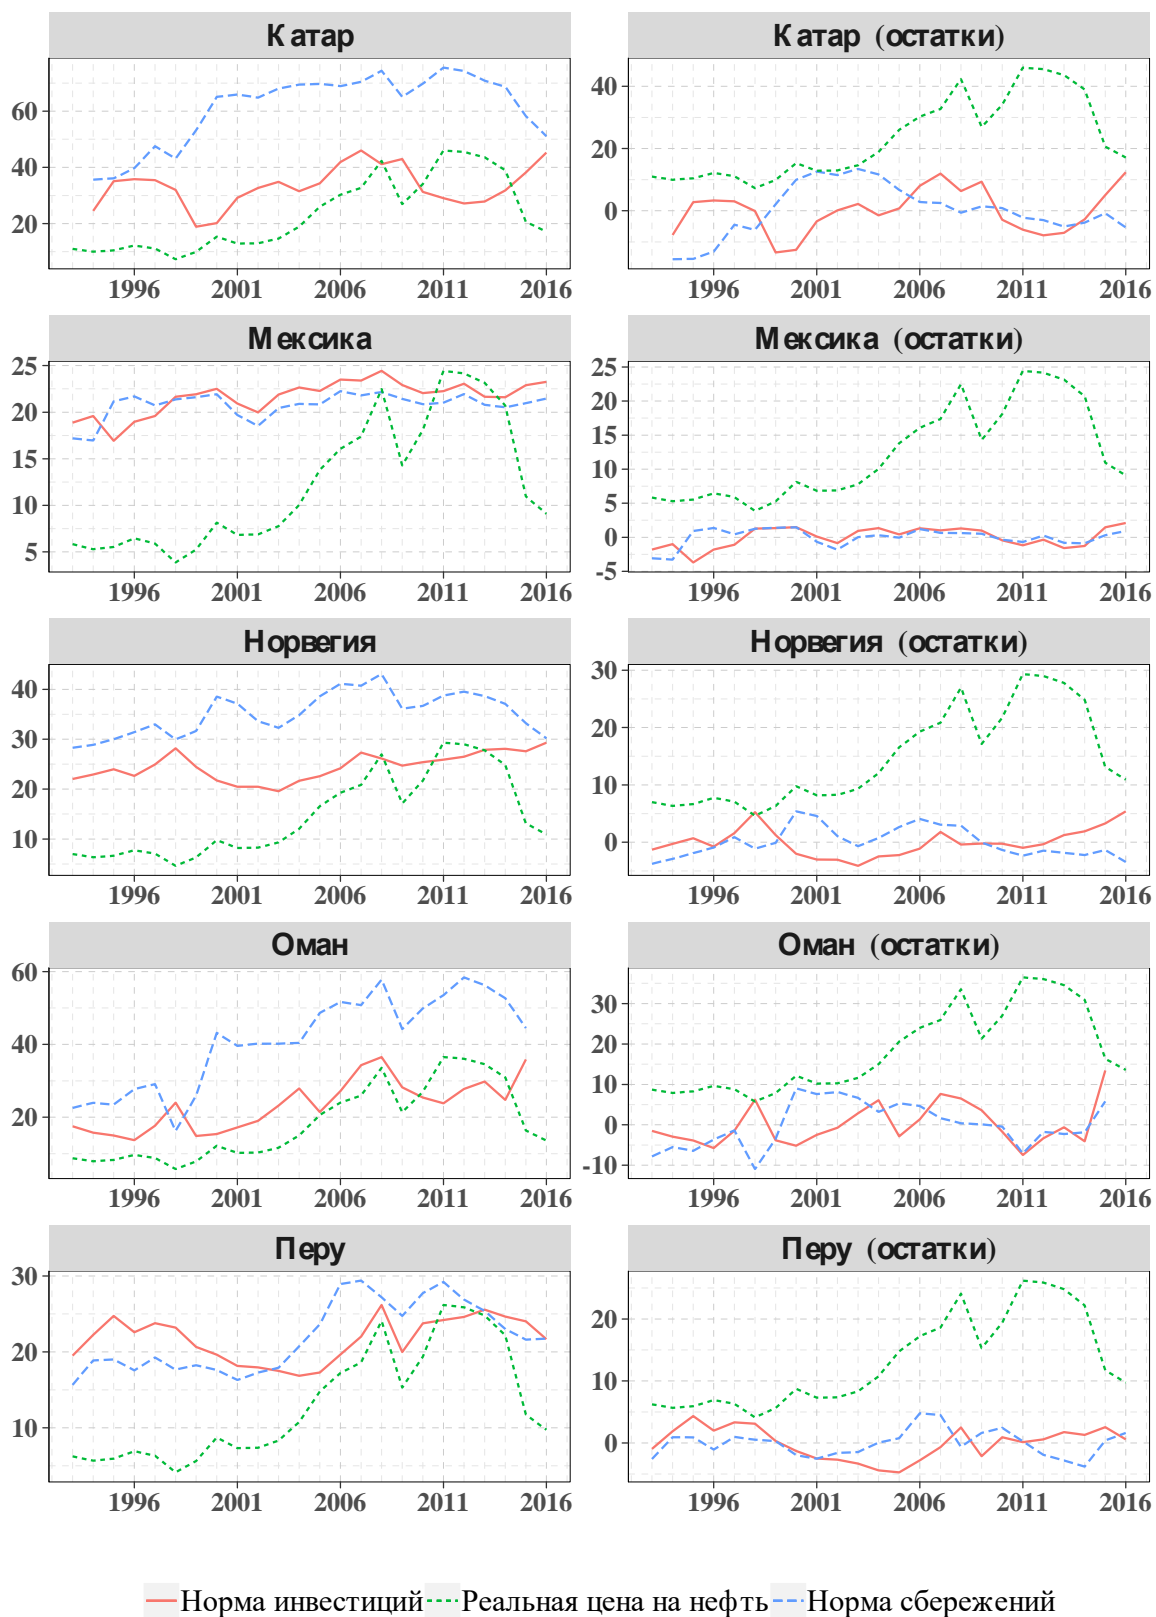 Катар
Катар (остатки)
60
40
20
40
20
0
1996 2001 2006 2011 2016
1996 2001 2006 2011 2016
Мексика
Мексика (остатки)
25
20
15
10
5
25
20
15
10
5
0
-5
1996 2001 2006 2011 2016
1996 2001 2006 2011 2016
Норвегия
Норвегия (остатки)
40
30
20
10
30
20
10
0
1996 2001 2006 2011 2016
1996 2001 2006 2011 2016
Оман
Оман (остатки)
60
40
20
30
20
10
0
-10
1996 2001 2006 2011 2016
1996 2001 2006 2011 2016
Перу
Перу (остатки)
30
20
10
20
10
0
1996 2001 2006 2011 2016
1996 2001 2006 2011 2016
Норма инвестиций Реальная цена на нефть Норма сбережений